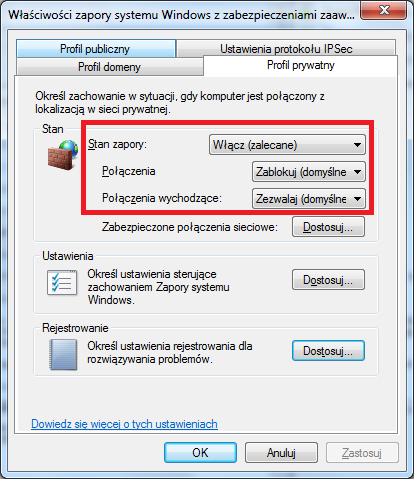 Właściwości zapory systemu Windows z zabezpieczeniami zaaw...
Profil publiczny
Ustawienia protokołu IPSec
Profil domeny
Profil prywatny
Określ zachowanie w sytuacji, gdy komputer jest połączony z
lokalizacją w sieci prywatnej.
Stan
Stan zapory:
Włącz (zalecane)
Połączenia
Zablokuj (domyślne
Połączenia wychodzące:
Zezwalaj (domyślne
Zabezpieczone połączenia sieciowe:
Dostosuj...
Ustawienia
Określ ustawienia sterujące
zachowaniem Zapory systemu
Windows.
Dostosuj...
Rejestrowanie
Określ ustawienia rejestrowania dla
rozwiązywania problemów.
Dostosuj...
Dowiedz się więcej o tych ustawieniach
OK
Anuluj
Zastosuj